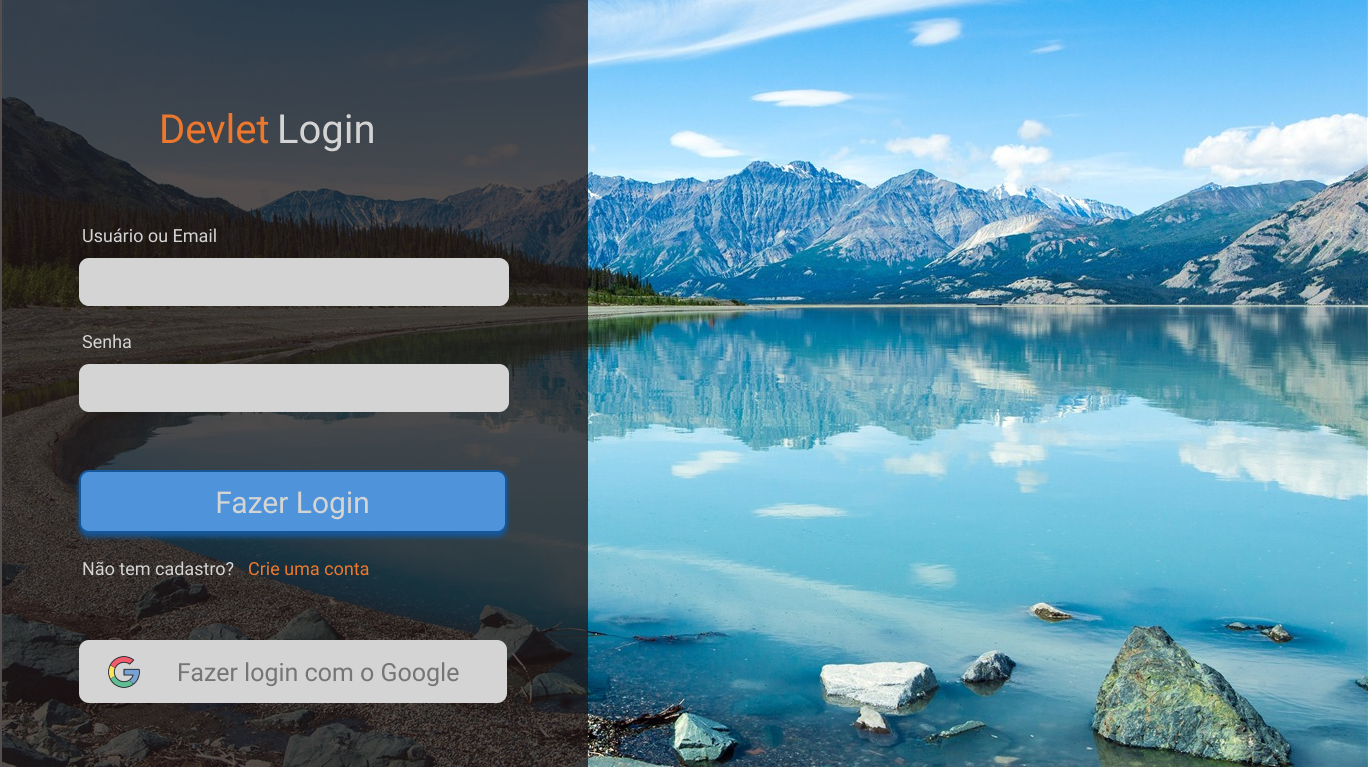 Devlet Login
Usuário ou Email
Senha
Fazer Login
Não tem cadastro? Crie uma conta
Fazer login com o Google